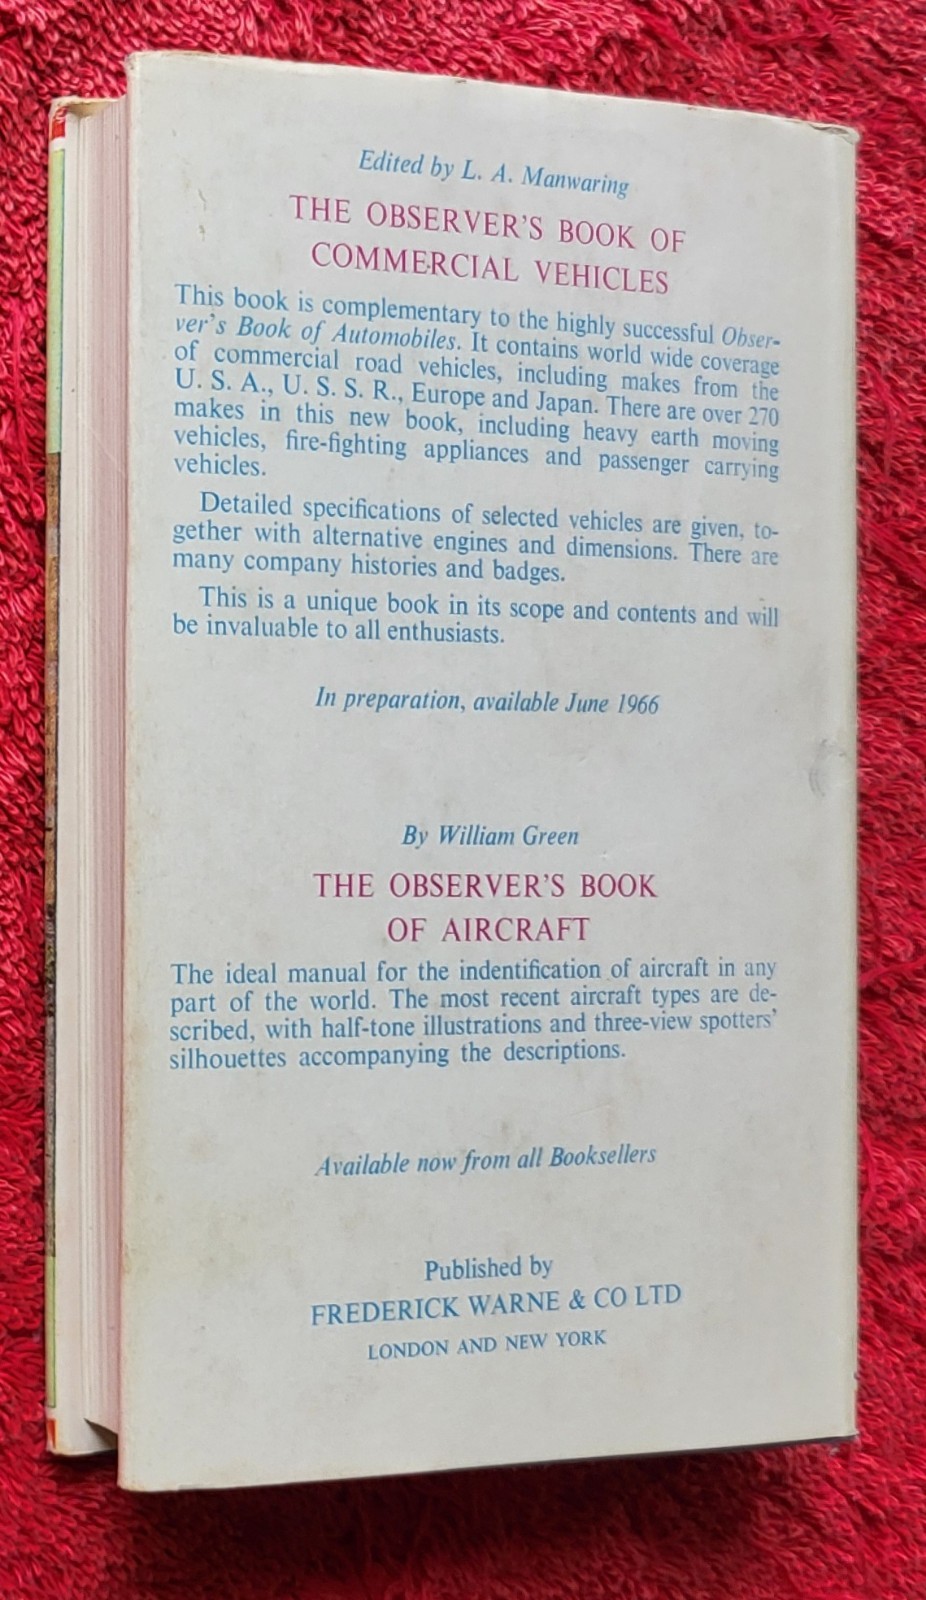 Edited by L. A. Manwaring
THE OBSERVER'S BOOK OF
COMMERCIAL VEHICLES
This book is complementary to the highly successful Obser-
ver's Book of Automobiles. It contains world wide coverage
of commercial road vehicles, including makes from the
U. S. A., U. S. S. R., Europe and Japan. There are over 270
makes in this new book, including heavy earth moving
vehicles, fire-fighting appliances and passenger carrying
vehicles.
Detailed specifications of selected vehicles are given, to-
gether with alternative engines and dimensions. There are
many company histories and badges.
This is a unique book in its scope and contents and will
be invaluable to all enthusiasts.
In preparation, available June 1966
By William Green
THE OBSERVER'S BOOK
OF AIRCRAFT
The ideal manual for the indentification of aircraft in any
part of the world. The most recent aircraft types are de-
scribed, with half-tone illustrations and three-view spotters'
silhouettes accompanying the descriptions.
Available now from all Booksellers
Published by
FREDERICK WARNE & CO LTD
LONDON AND NEW YORK